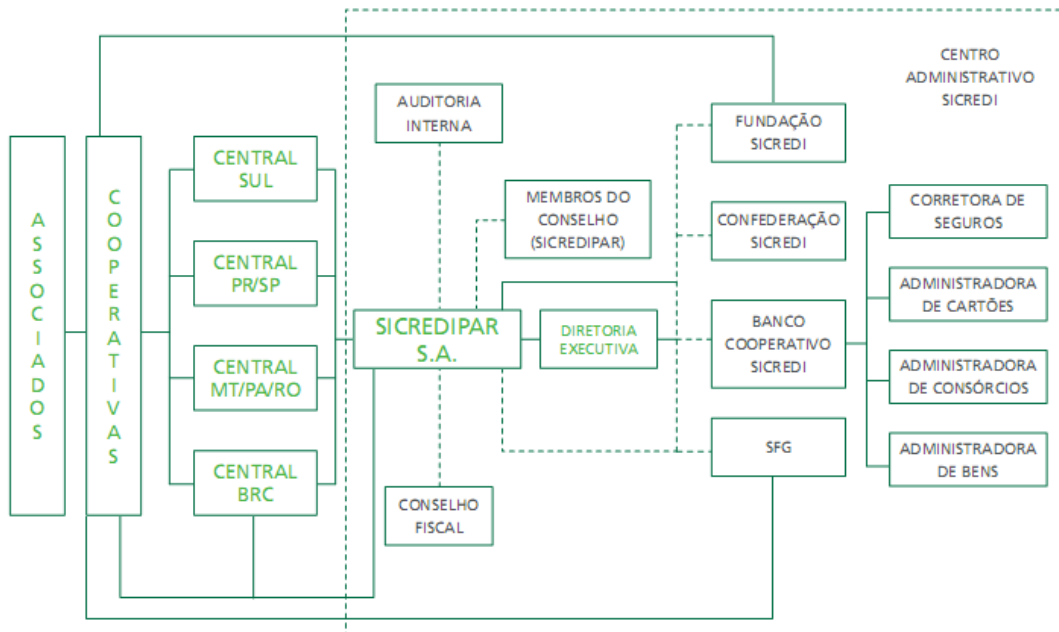 CENTRO
ADMINISTRATIVO
SICREDI
AUDITORIA
INTERNA
FUNDAÇÃO
SICREDI
ASSOCIADOS
COOPERATIVAS
CENTRAL
SUL
MEMBROS DO
CONSELHO
(SICREDIPAR)
CONFEDERAÇÃO
SICREDI
CORRETORA DE
SEGUROS
CENTRAL
PR/SP
ADMINISTRADORA
DE CARTÕES
SICREDIPAR
S.A.
DIRETORIA
EXECUTIVA
BANCO
COOPERATIVO
SICREDI
CENTRAL
MT/PA/RO
ADMINISTRADORA
DE CONSÓRCIOS
CENTRAL
BRC
SFG
ADMINISTRADORA
DE BENS
CONSELHO
FISCAL